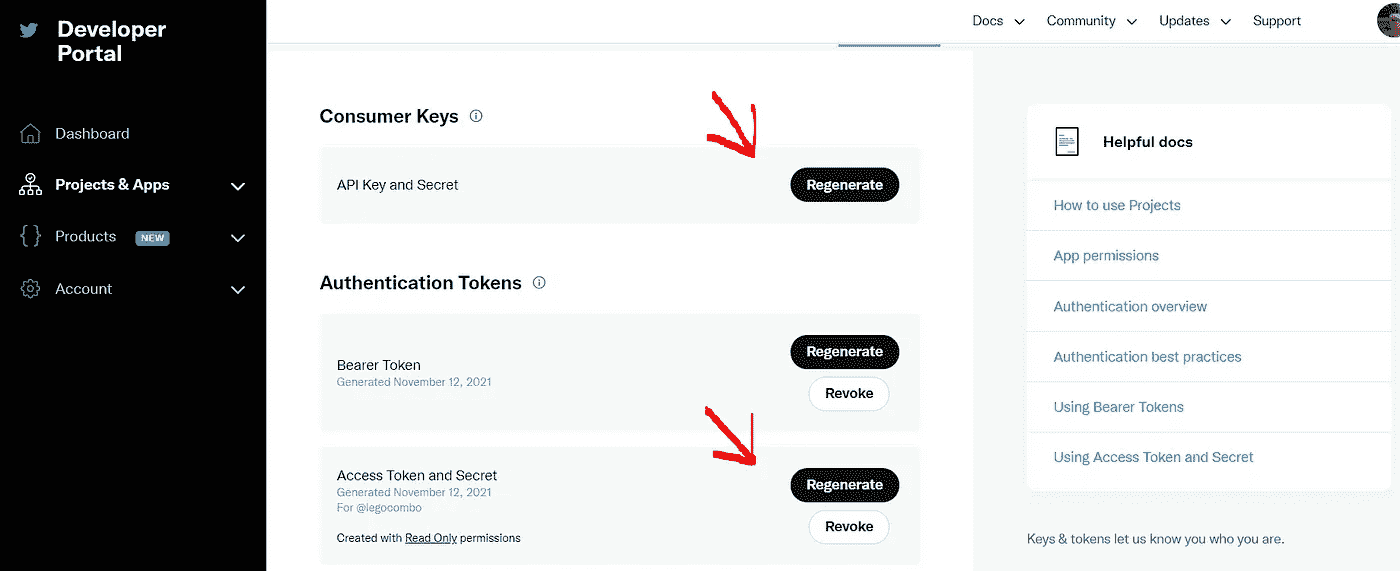 Developer
Portal
Dashboard
Projects & Apps
Products NEW
Account
Docs Community Updates Support
Consumer Keys
API Key and Secret
Regenerate
Authentication Tokens
Bearer Token
Generated November 12, 2021
Regenerate
Revoke
Access Token and Secret
Generated November 12, 2021
For @legocombo
Created with Read Only permissions
Regenerate
Revoke
Helpful docs
How to use Projects
App permissions
Authentication overview
Authentication best practices
Using Bearer Tokens
Using Access Token and Secret
Keys & tokens let us know you who you are.